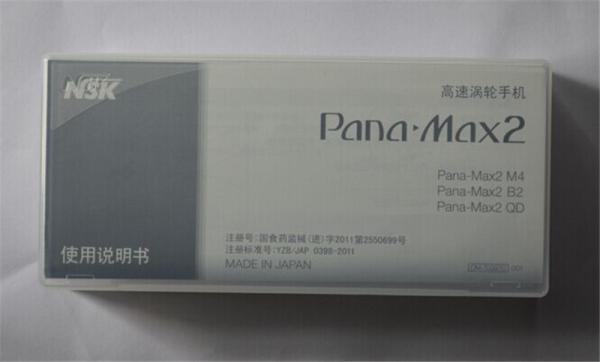 NSK
高速涡轮手机
Pana-Max2
Pana-Max2 M4
Pana-Max2 B2
Pana-Max2 QD
使用说明书
注册号:国食药监械(进)字2011第2550699号
注册标准号:YZB/JAP 0398-2011
MADE IN JAPAN
001